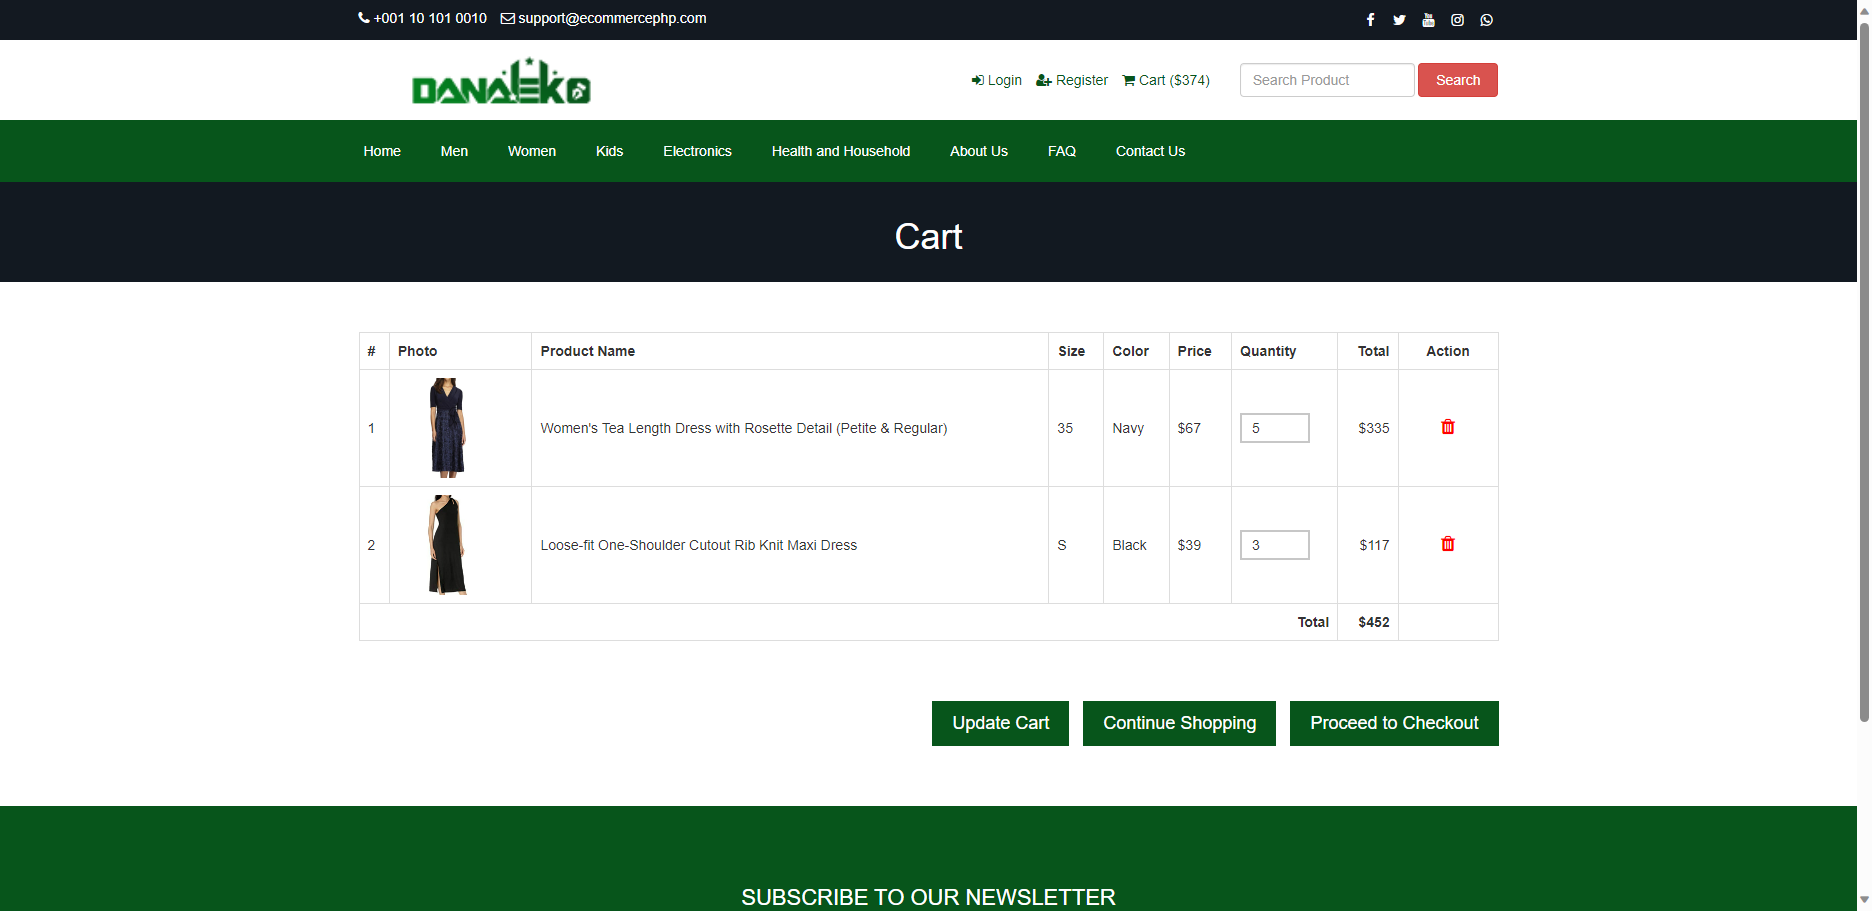 +001 10 101 0010 support@ecommercephp.com
DANALEKO
Login Register Cart ($374) Search Product Search
Home Men Women Kids Electronics Health and Household About Us FAQ Contact Us
Cart
# Photo Product Name Size Color Price Quantity Total Action
1 Women's Tea Length Dress with Rosette Detail (Petite & Regular) 35 Navy $67 5 $335
2 Loose-fit One-Shoulder Cutout Rib Knit Maxi Dress S Black $39 3 $117
Total $452
Update Cart Continue Shopping Proceed to Checkout
SUBSCRIBE TO OUR NEWSLETTER